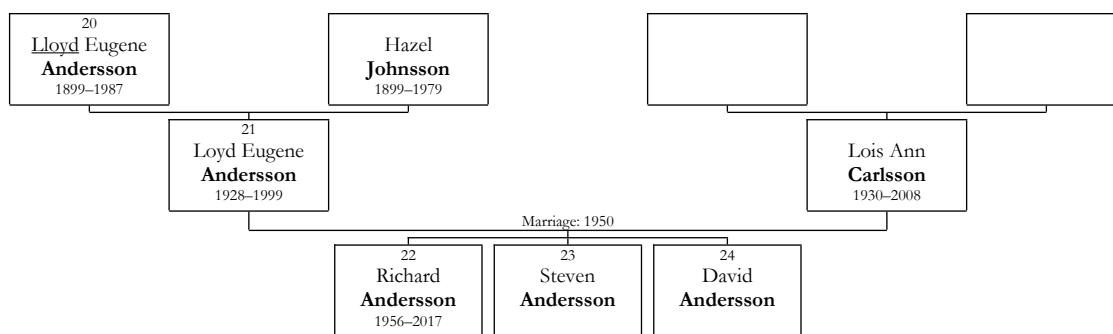 20
Lloyd Eugene
Andersson
1899–1987
Hazel
Johnsson
1899–1979
21
Loyd Eugene
Andersson
1928–1999
Lois Ann
Carlsson
1930–2008
Marriage: 1950
22
Richard
Andersson
1956–2017
23
Steven
Andersson
24
David
Andersson